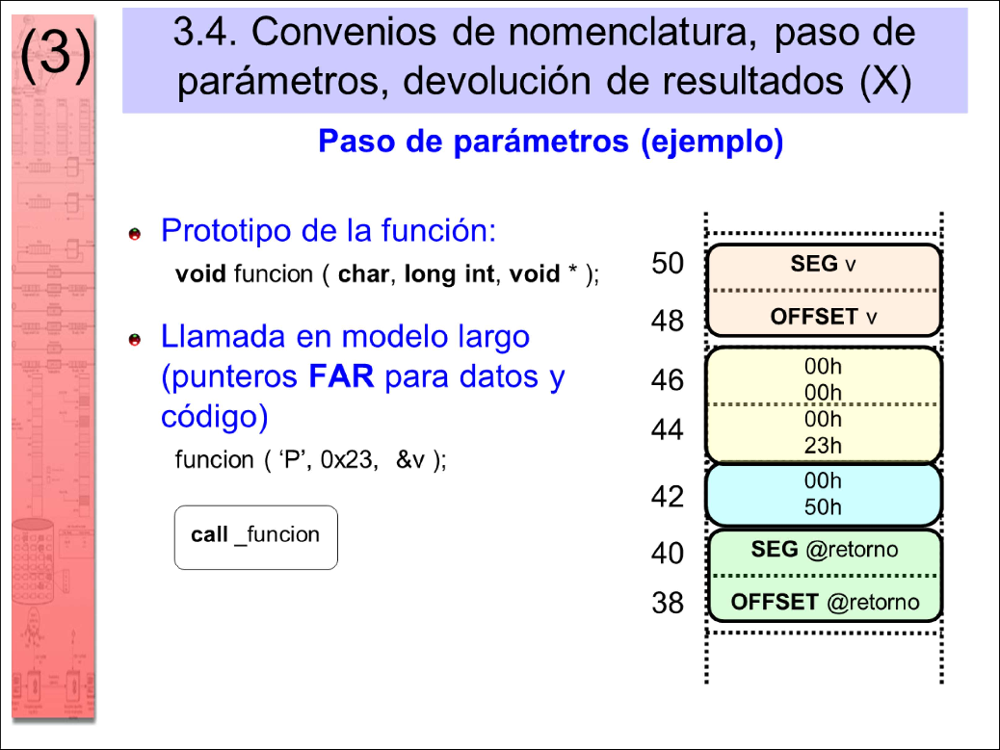 (3)
3.4. Convenios de nomenclatura, paso de
parámetros, devolución de resultados (X)
Paso de parámetros (ejemplo)
Prototipo de la función:
void funcion ( char, long int, void * );
Llamada en modelo largo
(punteros FAR para datos y
código)
funcion ( ‘P’, 0x23, &v );
call _funcion
50 SEG v
48 OFFSET v
46 00h
00h
44 00h
23h
42 00h
50h
40 SEG @retorno
38 OFFSET @retorno